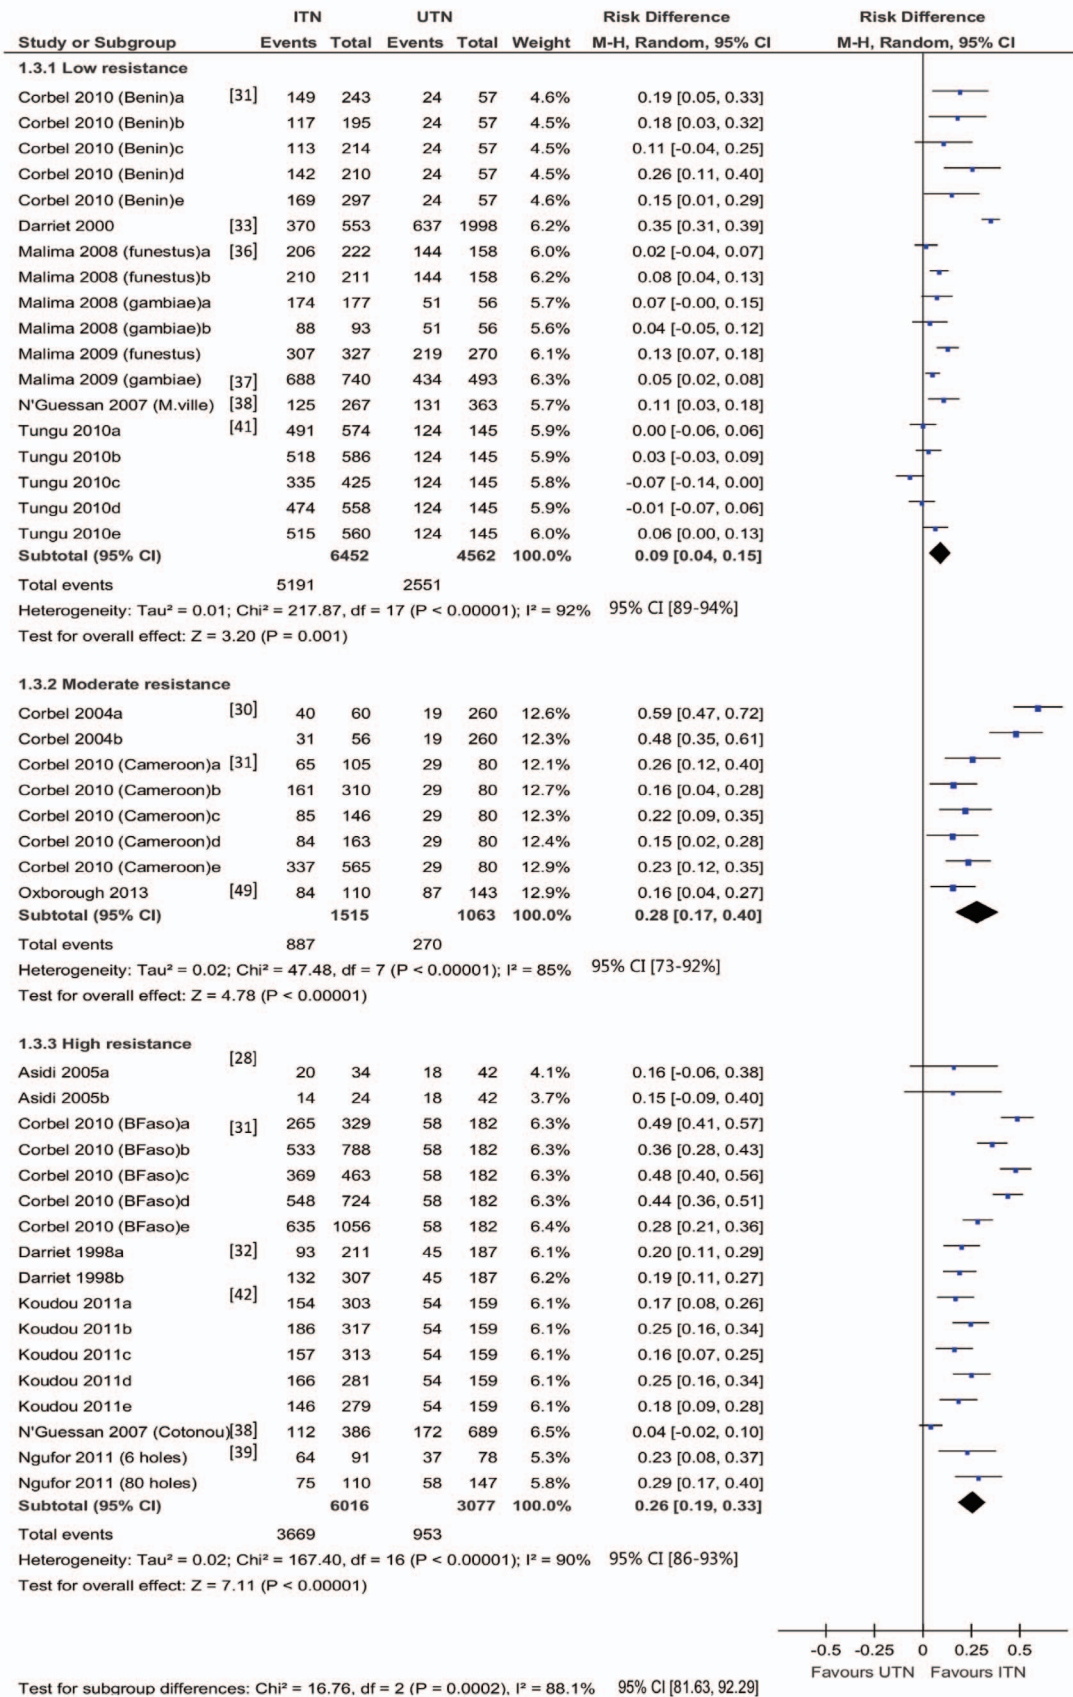 ITN UTN Risk Difference Risk Difference
Study or Subgroup Events Total Events Total Weight M-H, Random, 95% CI M-H, Random, 95% CI
1.3.1 Low resistance
Corbel 2010 (Benin)a [31] 149 243 24 57 4.6% 0.19 [0.05, 0.33]
Corbel 2010 (Benin)b 117 195 24 57 4.5% 0.18 [0.03, 0.32]
Corbel 2010 (Benin)c 113 214 24 57 4.5% 0.11 [-0.04, 0.25]
Corbel 2010 (Benin)d 142 210 24 57 4.5% 0.26 [0.11, 0.40]
Corbel 2010 (Benin)e 169 297 24 57 4.6% 0.15 [0.01, 0.29]
Darriet 2000 [33] 370 553 637 1998 6.2% 0.35 [0.31, 0.39]
Malima 2008 (funestus)a [36] 206 222 144 158 6.0% 0.02 [-0.04, 0.07]
Malima 2008 (funestus)b 210 211 144 158 6.2% 0.08 [0.04, 0.13]
Malima 2008 (gambiae)a 174 177 51 56 5.7% 0.07 [-0.00, 0.15]
Malima 2008 (gambiae)b 88 93 51 56 5.6% 0.04 [-0.05, 0.12]
Malima 2009 (funestus) 307 327 219 270 6.1% 0.13 [0.07, 0.18]
Malima 2009 (gambiae) [37] 688 740 434 493 6.3% 0.05 [0.02, 0.08]
N'Guessan 2007 (M.ville) [38] 125 267 131 363 5.7% 0.11 [0.03, 0.18]
Tungu 2010a [41] 491 574 124 145 5.9% 0.00 [-0.06, 0.06]
Tungu 2010b 518 586 124 145 5.9% 0.03 [-0.03, 0.09]
Tungu 2010c 335 425 124 145 5.8% -0.07 [-0.14, 0.00]
Tungu 2010d 474 558 124 145 5.9% -0.01 [-0.07, 0.06]
Tungu 2010e 515 560 124 145 6.0% 0.06 [0.00, 0.13]
Subtotal (95% CI) 6452 4562 100.0% 0.09 [0.04, 0.15]
Total events 5191 2551
Heterogeneity: Tau² = 0.01; Chi² = 217.87, df = 17 (P < 0.00001); I² = 92% 95% CI [89-94%]
Test for overall effect: Z = 3.20 (P = 0.001)
1.3.2 Moderate resistance
Corbel 2004a [30] 40 60 19 260 12.6% 0.59 [0.47, 0.72]
Corbel 2004b 31 56 19 260 12.3% 0.48 [0.35, 0.61]
Corbel 2010 (Cameroon)a [31] 65 105 29 80 12.1% 0.26 [0.12, 0.40]
Corbel 2010 (Cameroon)b 161 310 29 80 12.7% 0.16 [0.04, 0.28]
Corbel 2010 (Cameroon)c 85 146 29 80 12.3% 0.22 [0.09, 0.35]
Corbel 2010 (Cameroon)d 84 163 29 80 12.4% 0.15 [0.02, 0.28]
Corbel 2010 (Cameroon)e 337 565 29 80 12.9% 0.23 [0.12, 0.35]
Oxborough 2013 [49] 84 110 87 143 12.9% 0.16 [0.04, 0.27]
Subtotal (95% CI) 1515 1063 100.0% 0.28 [0.17, 0.40]
Total events 887 270
Heterogeneity: Tau² = 0.02; Chi² = 47.48, df = 7 (P < 0.00001); I² = 85% 95% CI [73-92%]
Test for overall effect: Z = 4.78 (P < 0.00001)
1.3.3 High resistance
[28]
Asidi 2005a 20 34 18 42 4.1% 0.16 [-0.06, 0.38]
Asidi 2005b 14 24 18 42 3.7% 0.15 [-0.09, 0.40]
Corbel 2010 (BFaso)a [31] 265 329 58 182 6.3% 0.49 [0.41, 0.57]
Corbel 2010 (BFaso)b 533 788 58 182 6.3% 0.36 [0.28, 0.43]
Corbel 2010 (BFaso)c 369 463 58 182 6.3% 0.48 [0.40, 0.56]
Corbel 2010 (BFaso)d 548 724 58 182 6.3% 0.44 [0.36, 0.51]
Corbel 2010 (BFaso)e 635 1056 58 182 6.4% 0.28 [0.21, 0.36]
Darriet 1998a [32] 93 211 45 187 6.1% 0.20 [0.11, 0.29]
Darriet 1998b 132 307 45 187 6.2% 0.19 [0.11, 0.27]
Koudou 2011a [42] 154 303 54 159 6.1% 0.17 [0.08, 0.26]
Koudou 2011b 186 317 54 159 6.1% 0.25 [0.16, 0.34]
Koudou 2011c 157 313 54 159 6.1% 0.16 [0.07, 0.25]
Koudou 2011d 166 281 54 159 6.1% 0.25 [0.16, 0.34]
Koudou 2011e 146 279 54 159 6.1% 0.18 [0.09, 0.28]
N'Guessan 2007 (Cotonou)[38] 112 386 172 689 6.5% 0.04 [-0.02, 0.10]
Ngufor 2011 (6 holes) [39] 64 91 37 78 5.3% 0.23 [0.08, 0.37]
Ngufor 2011 (80 holes) 75 110 58 147 5.8% 0.29 [0.17, 0.40]
Subtotal (95% CI) 6016 3077 100.0% 0.26 [0.19, 0.33]
Total events 3669 953
Heterogeneity: Tau² = 0.02; Chi² = 167.40, df = 16 (P < 0.00001); I² = 90% 95% CI [86-93%]
Test for overall effect: Z = 7.11 (P < 0.00001)
-0.5 -0.25 0 0.25 0.5
Favours UTN Favours ITN
Test for subgroup differences: Chi² = 16.76, df = 2 (P = 0.0002), I² = 88.1% 95% CI [81.63, 92.29]